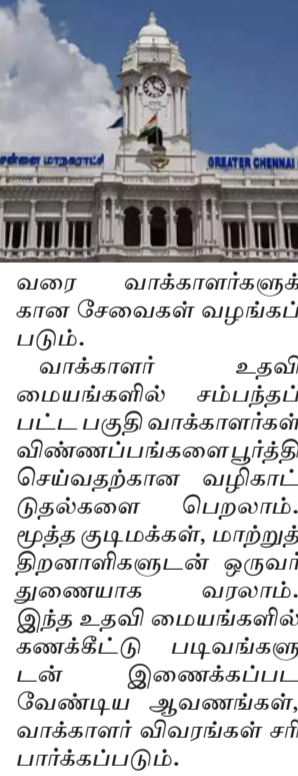 சென்னை மாநகராட்சி
GREATER CHENNAI
வரை வாக்காளர்களுக்
கான சேவைகள் வழங்கப்
படும்.
வாக்காளர் உதவி
மையங்களில் சம்பந்தப்
பட்ட பகுதி வாக்காளர்கள்
விண்ணப்பங்களை பூர்த்தி
செய்வதற்கான வழிகாட்
டுதல்களை பெறலாம்.
மூத்த குடிமக்கள், மாற்றுத்
திறனாளிகளுடன் ஒருவர்
துணையாக வரலாம்.
இந்த உதவி மையங்களில்
கணக்கீட்டு படிவங்களு
டன் இணைக்கப்பட
வேண்டிய ஆவணங்கள்,
வாக்காளர் விவரங்கள் சரி
பார்க்கப்படும்.